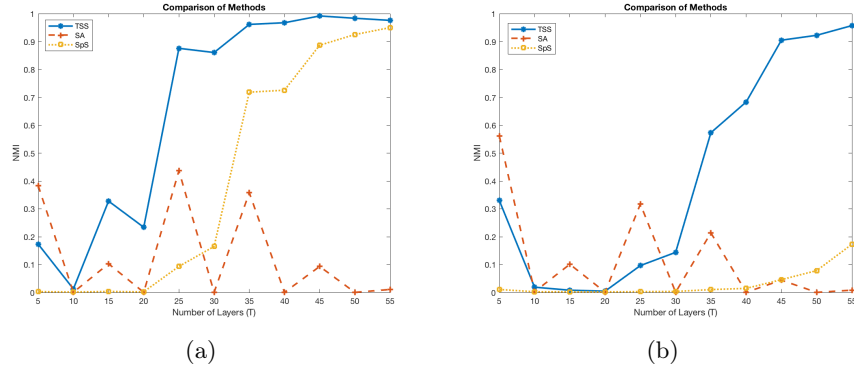 Comparison of Methods
TSS
SA
SpS
NMI
1
0.9
0.8
0.7
0.6
0.5
0.4
0.3
0.2
0.1
0
5 10 15 20 25 30 35 40 45 50 55
Number of Layers (T)
(a)
Comparison of Methods
TSS
SA
SpS
NMI
1
0.9
0.8
0.7
0.6
0.5
0.4
0.3
0.2
0.1
0
5 10 15 20 25 30 35 40 45 50 55
Number of Layers (T)
(b)